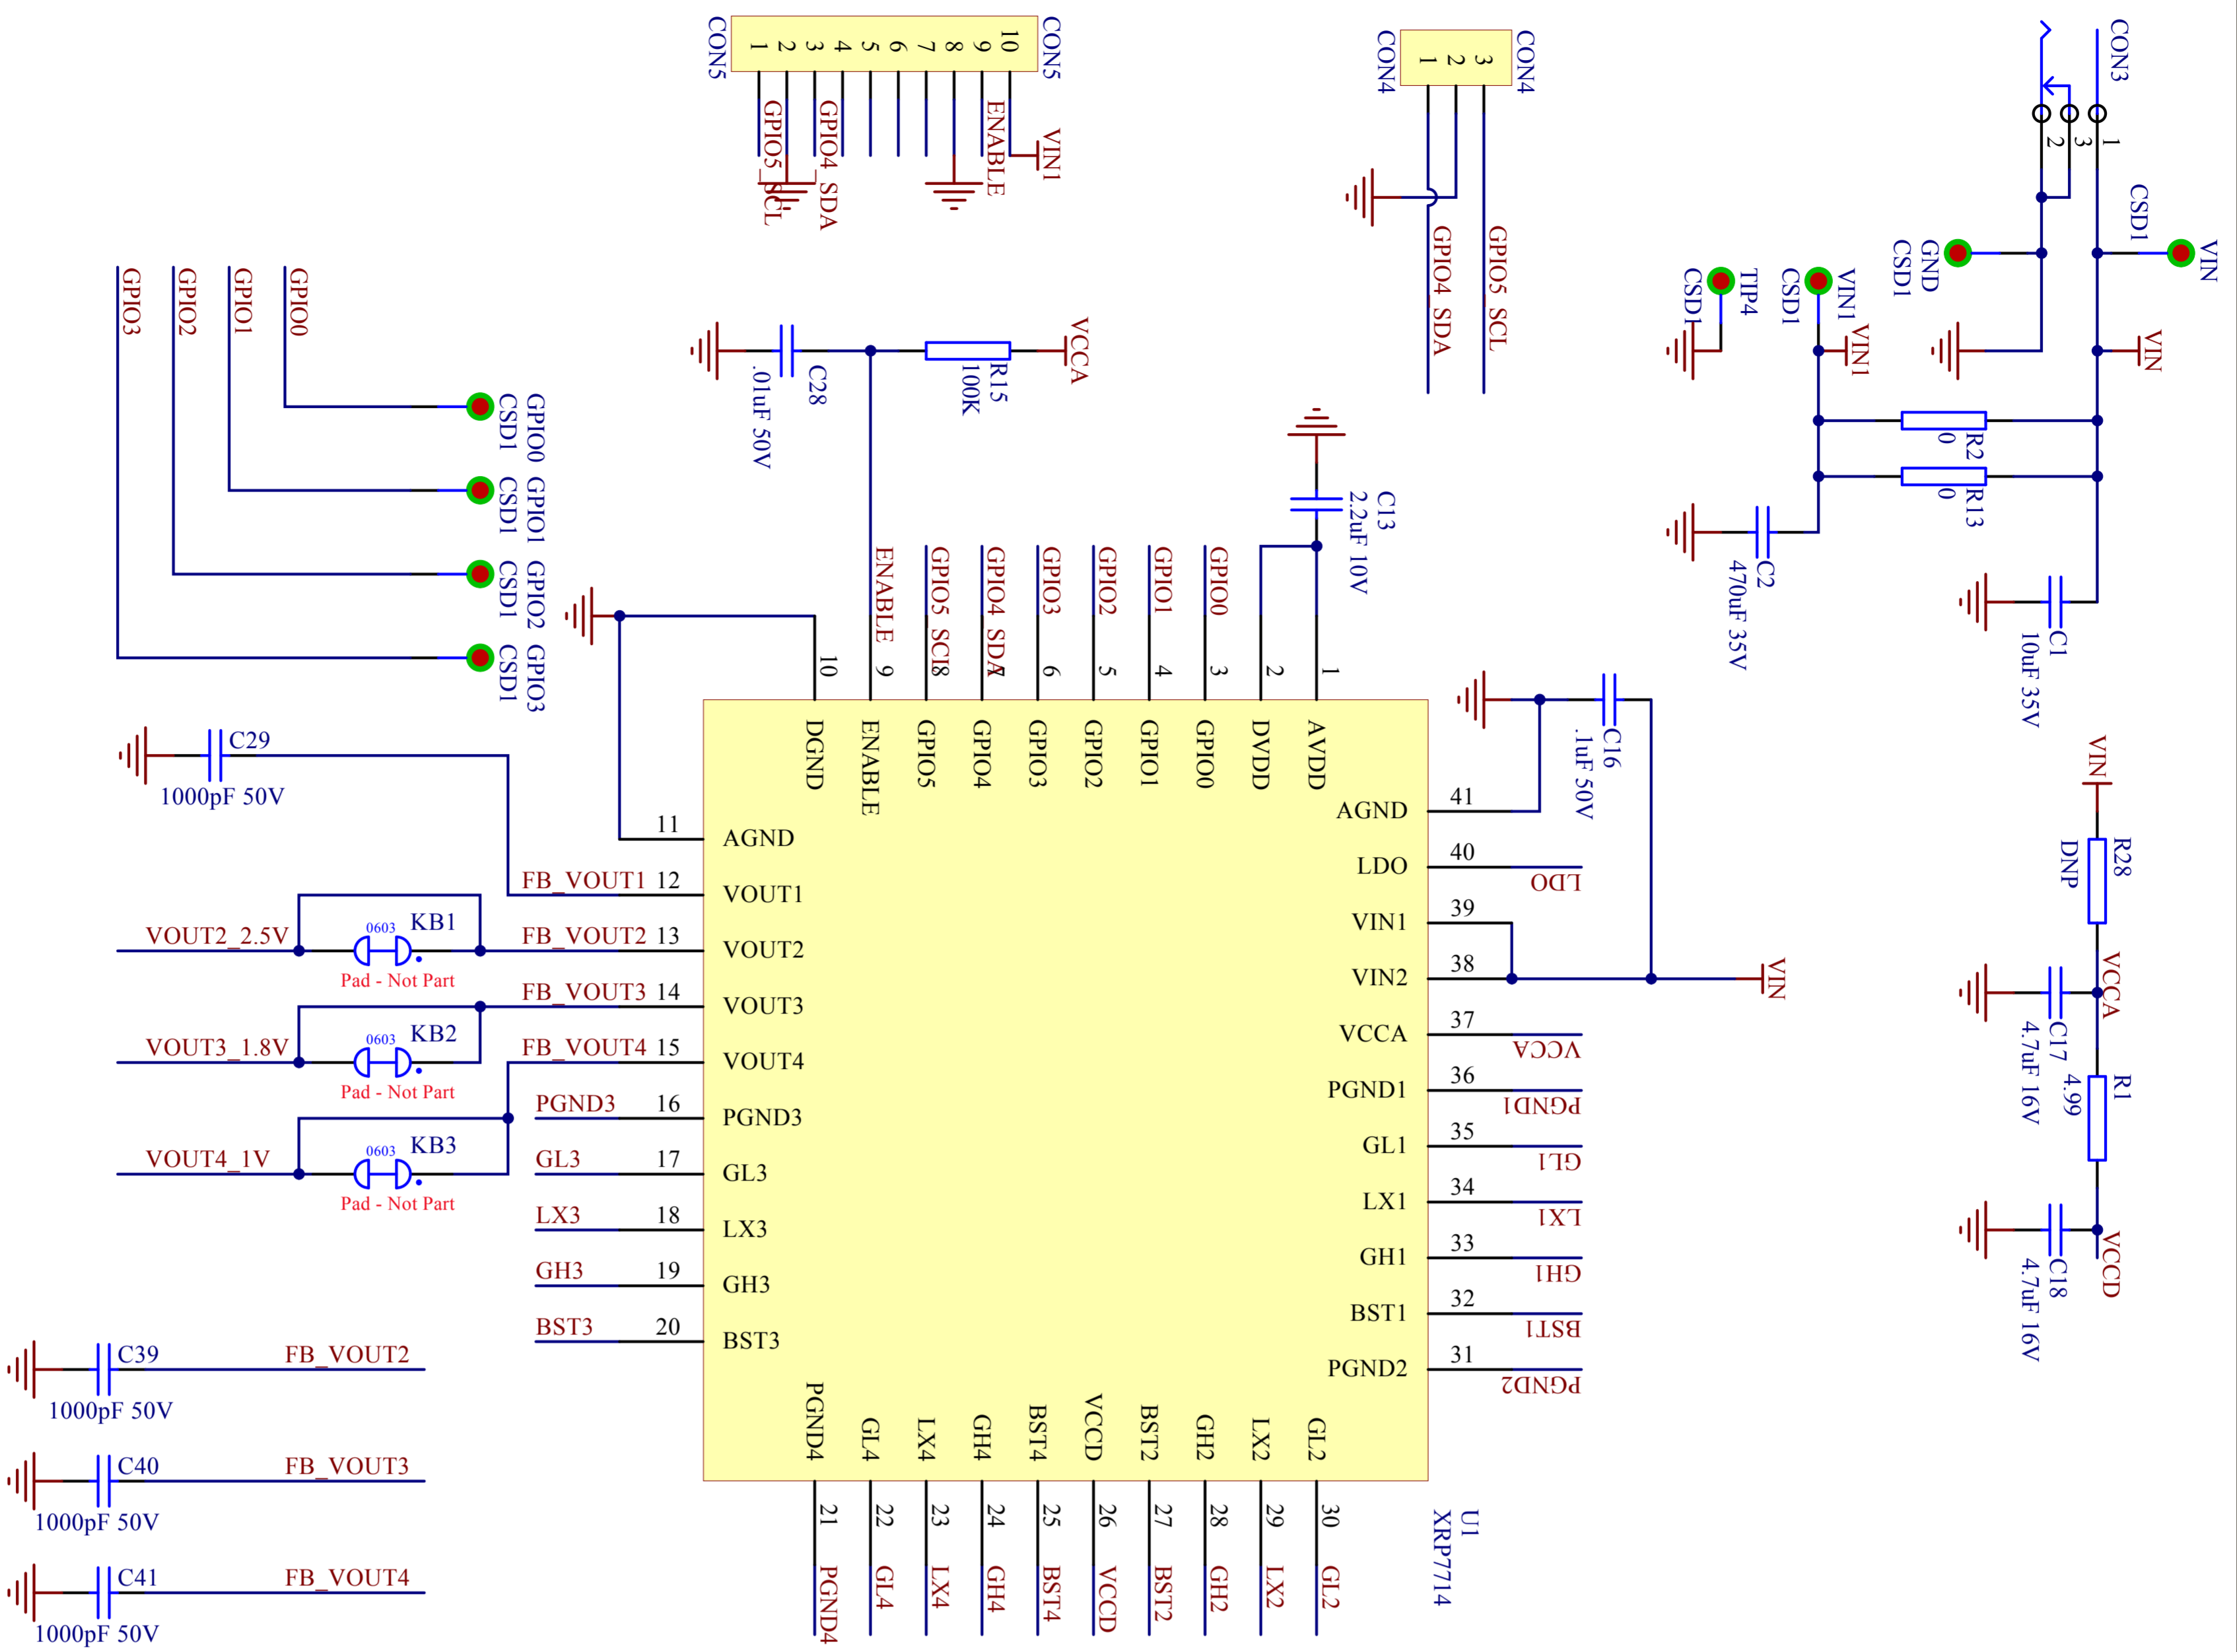 CON5
10
9
8
7
6
5
4
3
2
1
CON5
VIN1
ENABLE
GPIO4_SDA
GPIO5_SCL
CON4
3
2
1
CON4
GPIO5_SCL
GPIO4_SDA
CON3
1
3
2
VIN
CSD1
GND
CSD1
VIN
VIN1
CSD1
VIN1
TIP4
CSD1
R2
0
R13
0
C2
470uF 35V
C1
10uF 35V
GPIO0
GPIO1
GPIO2
GPIO3
GPIO0
CSD1
GPIO1
CSD1
GPIO2
CSD1
GPIO3
CSD1
VCCA
R15
100K
C28
.01uF 50V
C13
2.2uF 10V
ENABLE
GPIO5_SCL
GPIO4_SDA
GPIO3
GPIO2
GPIO1
GPIO0
10
9
8
7
6
5
4
3
2
1
DGND
ENABLE
GPIO5
GPIO4
GPIO3
GPIO2
GPIO1
GPIO0
DVDD
AVDD
C16
.1uF 50V
VIN
C29
1000pF 50V
11
AGND
FB_VOUT1 12
VOUT1
VOUT2_2.5V
0603
KB1
Pad - Not Part
FB_VOUT2 13
VOUT2
FB_VOUT3 14
VOUT3
VOUT3_1.8V
0603
KB2
Pad - Not Part
FB_VOUT4 15
VOUT4
PGND3 16
PGND3
VOUT4_1V
0603
KB3
Pad - Not Part
GL3 17
GL3
LX3 18
LX3
GH3 19
GH3
BST3 20
BST3
AGND 41
LDO 40
LDO
VIN1 39
VIN2 38
VCCA 37
VCCA
PGND1 36
PGND1
GL1 35
GL1
LX1 34
LX1
GH1 33
GH1
BST1 32
BST1
PGND2 31
PGND2
VIN
R28
DNP
VCCA
C17
4.7uF 16V
R1
4.99
VCCD
C18
4.7uF 16V
C39
1000pF 50V
FB_VOUT2
C40
1000pF 50V
FB_VOUT3
C41
1000pF 50V
FB_VOUT4
PGND4
GL4
LX4
GH4
BST4
VCCD
BST2
GH2
LX2
GL2
21
22
23
24
25
26
27
28
29
30
PGND4
GL4
LX4
GH4
BST4
VCCD
BST2
GH2
LX2
GL2
U1
XRP7714